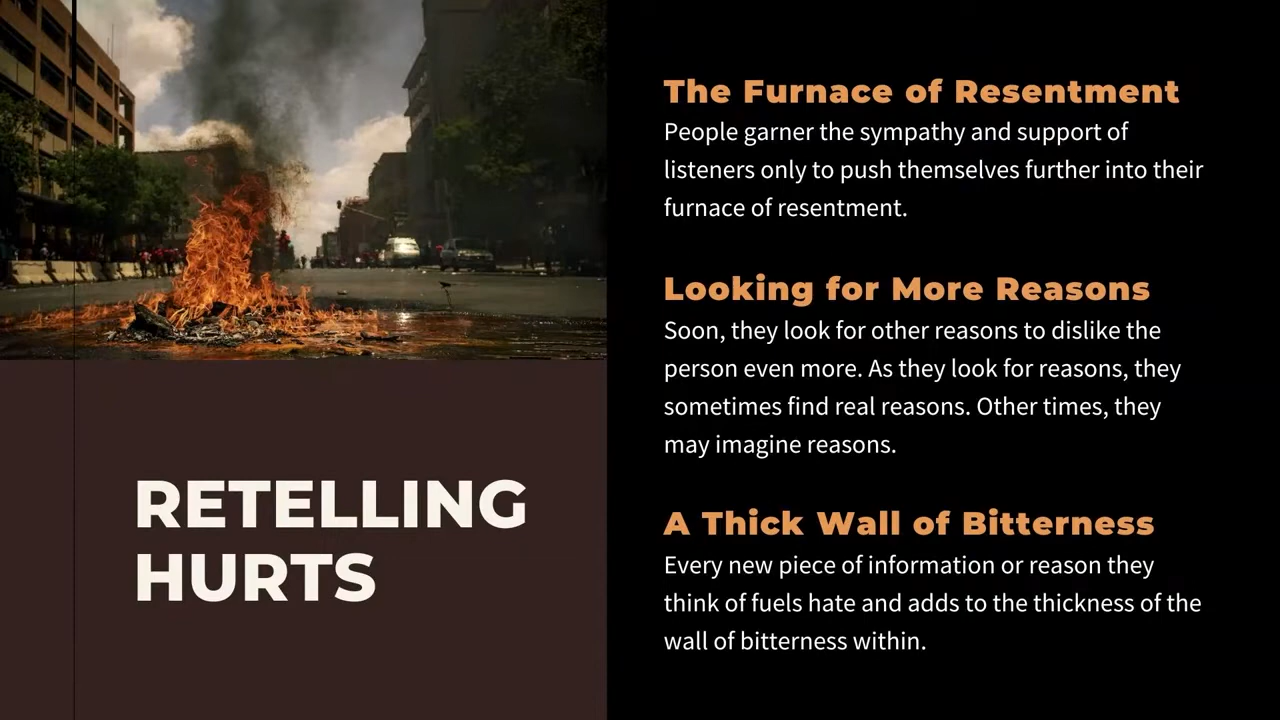 RETELLING
HURTS
The Furnace of Resentment
People garner the sympathy and support of
listeners only to push themselves further into their
furnace of resentment.
Looking for More Reasons
Soon, they look for other reasons to dislike the
person even more. As they look for reasons, they
sometimes find real reasons. Other times, they
may imagine reasons.
A Thick Wall of Bitterness
Every new piece of information or reason they
think of fuels hate and adds to the thickness of the
wall of bitterness within.